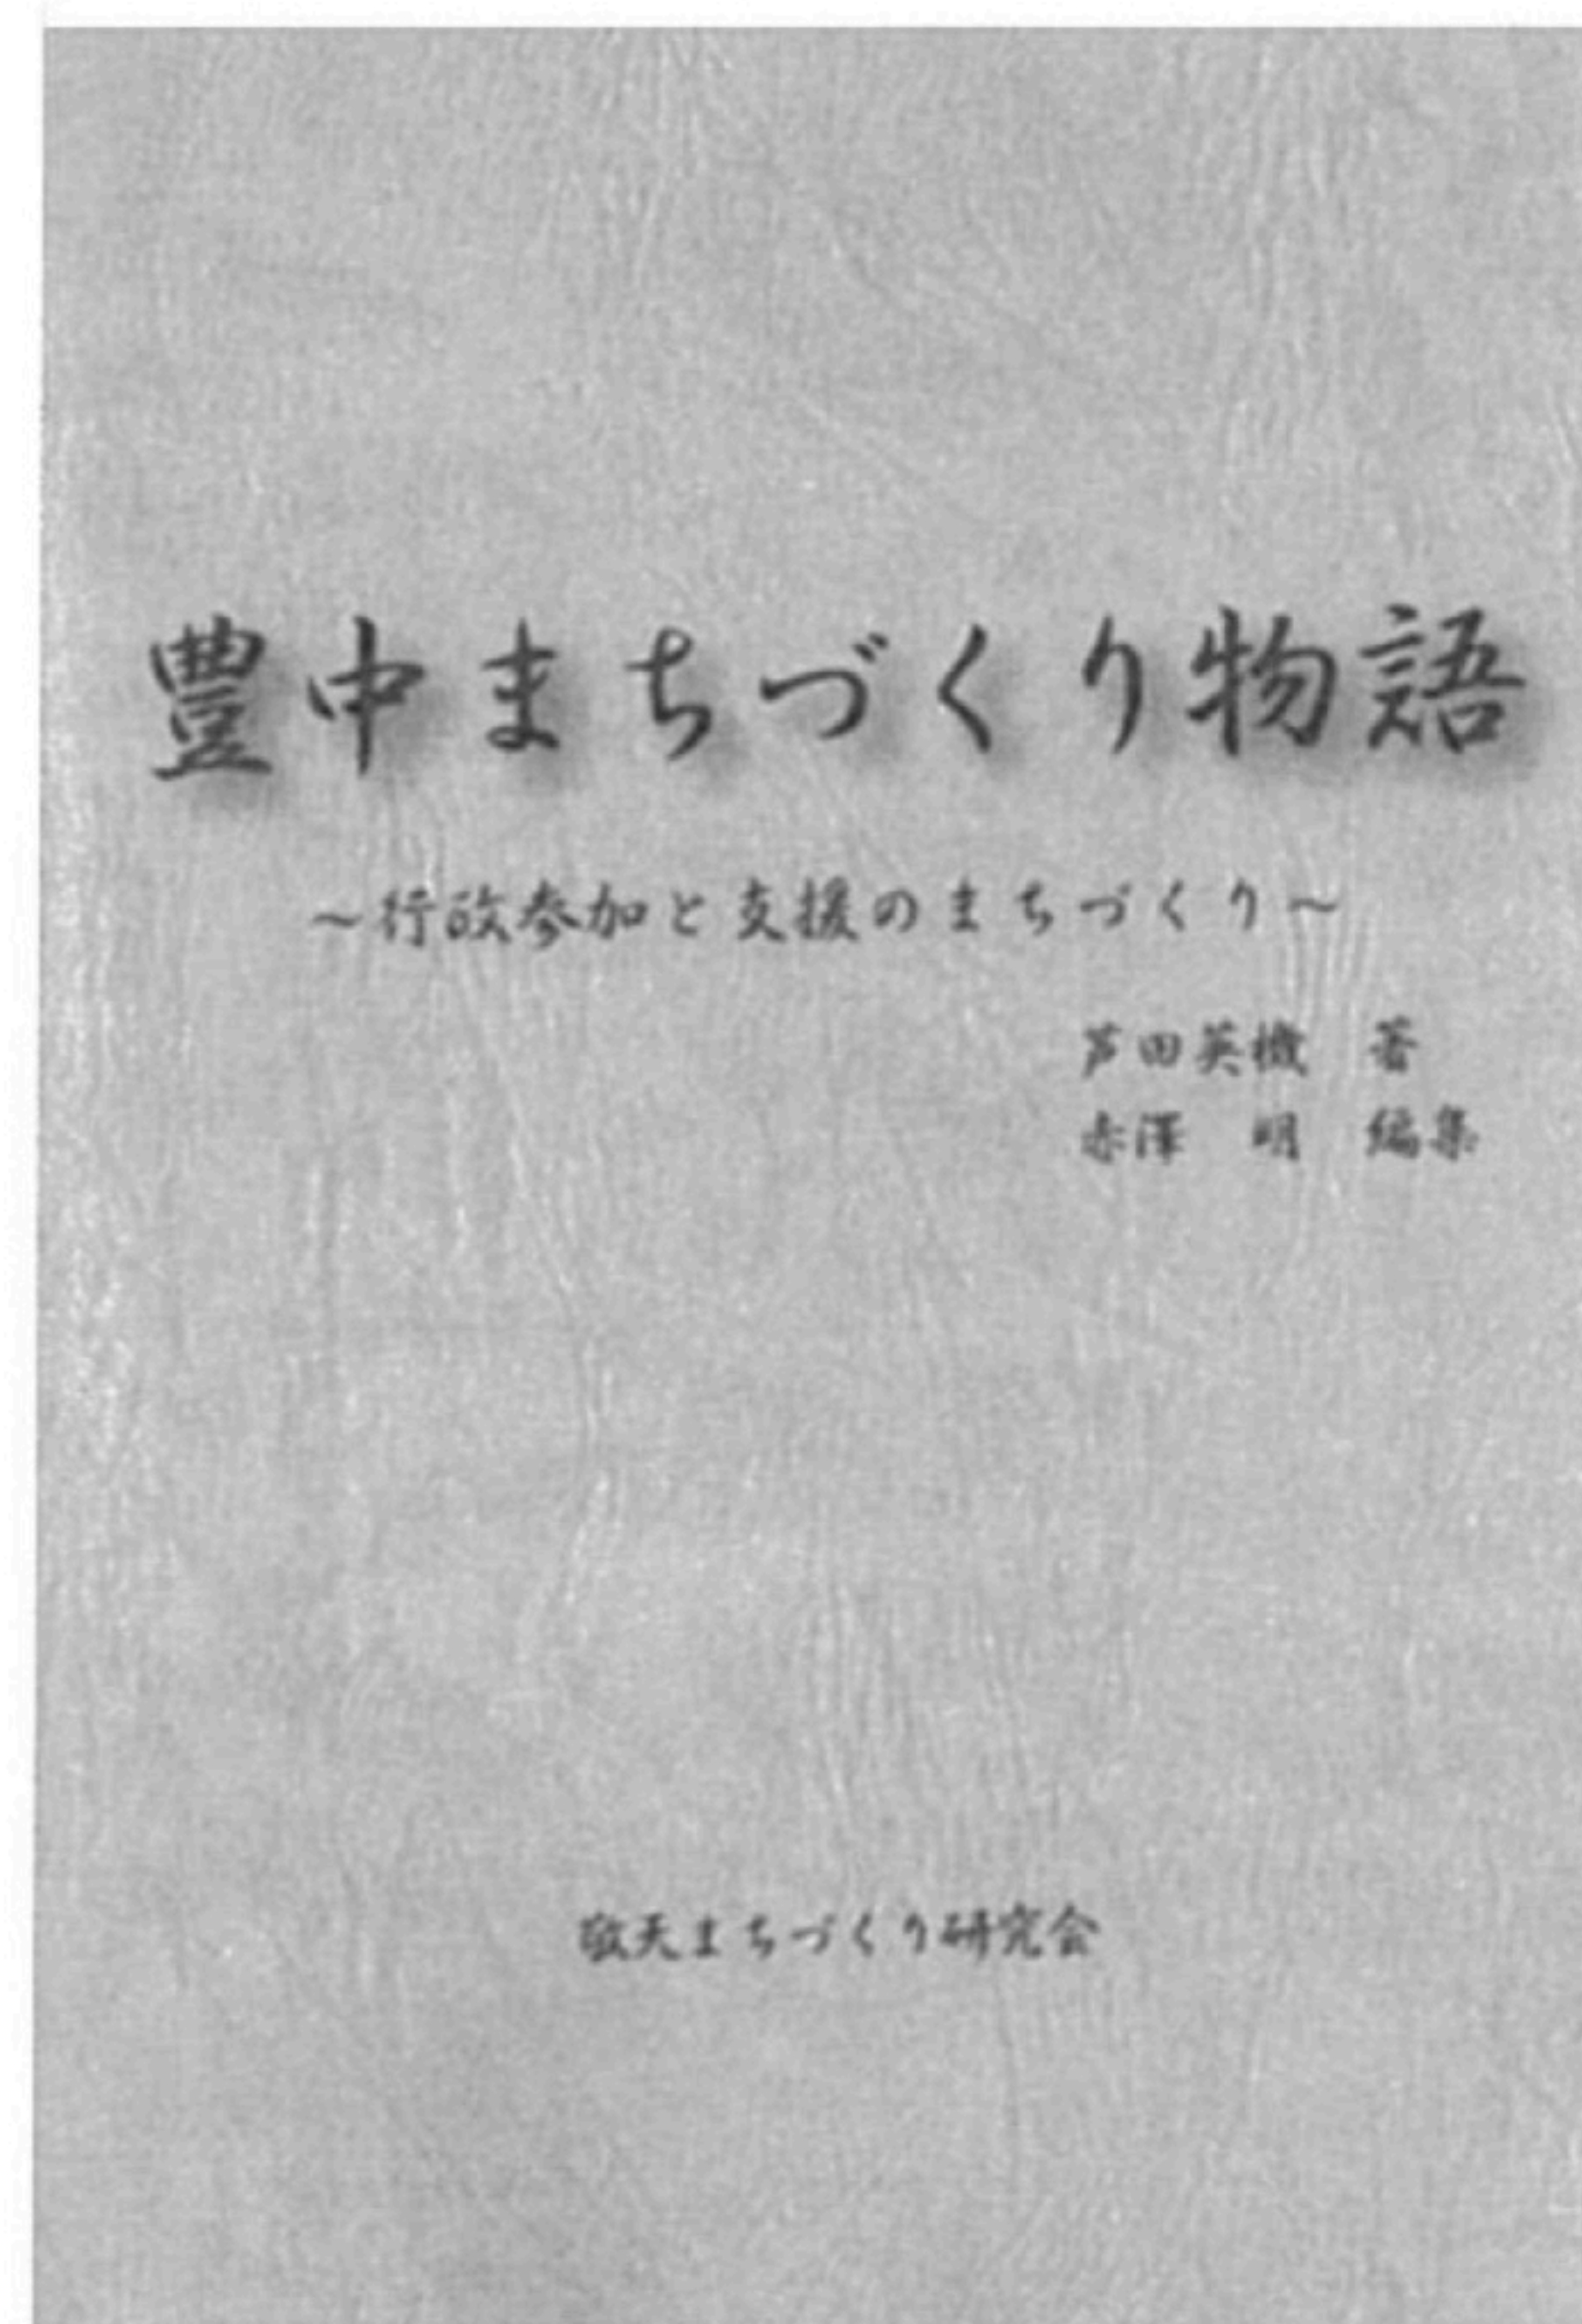 豊中まちづくり物語
～行政参加と支援のまちづくり～
芦田英機　著
赤澤　明　編集
敬天まちづくり研究会